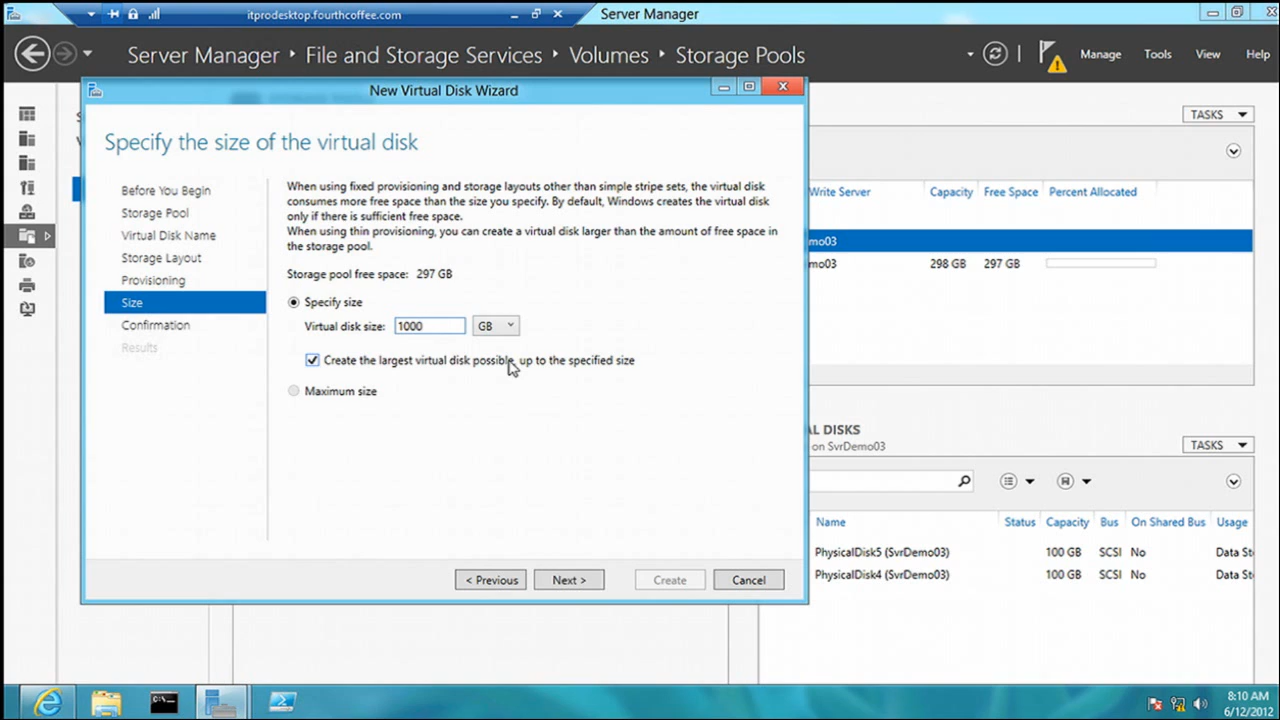 itprodesktop.fourthcoffee.com
Server Manager
Server Manager ‣ File and Storage Services ‣ Volumes ‣ Storage Pools
Manage
Tools
View
Help
New Virtual Disk Wizard
Specify the size of the virtual disk
Before You Begin
Storage Pool
Virtual Disk Name
Storage Layout
Provisioning
Size
Confirmation
Results
When using fixed provisioning and storage layouts other than simple stripe sets, the virtual disk
consumes more free space than the size you specify. By default, Windows creates the virtual disk
only if there is sufficient free space.
When using thin provisioning, you can create a virtual disk larger than the amount of free space in
the storage pool.
Storage pool free space: 297 GB
Specify size
Virtual disk size: 1000 GB
Create the largest virtual disk possible, up to the specified size
Maximum size
< Previous
Next >
Create
Cancel
TASKS
Write Server Capacity Free Space Percent Allocated
mo03
mo03 298 GB 297 GB
AL DISKS
on SvrDemo03
TASKS
Name Status Capacity Bus On Shared Bus Usage
PhysicalDisk5 (SvrDemo03) 100 GB SCSI No Data St
PhysicalDisk4 (SvrDemo03) 100 GB SCSI No Data St
8:10 AM
6/12/2012